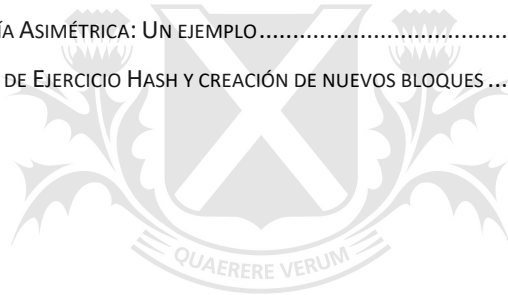 ÍA ASIMÉTRICA: UN EJEMPLO..................................
DE EJERCICIO HASH Y CREACIÓN DE NUEVOS BLOQUES ...
QUAERERE VERUM